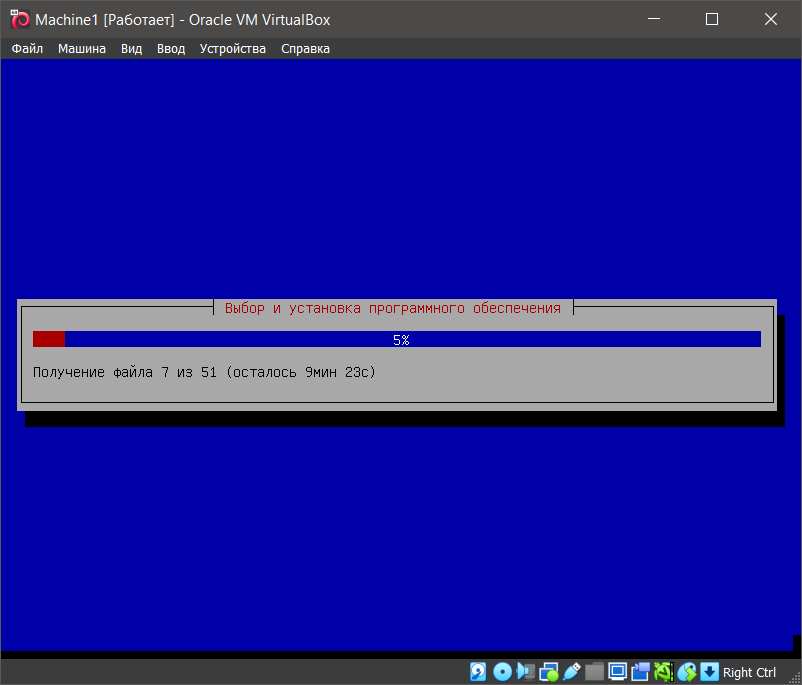 Machine1 [Работает] - Oracle VM VirtualBox
Файл Машина Вид Ввод Устройства Справка
Выбор и установка программного обеспечения
5%
Получение файла 7 из 51 (осталось 9мин 23с)
Right Ctrl